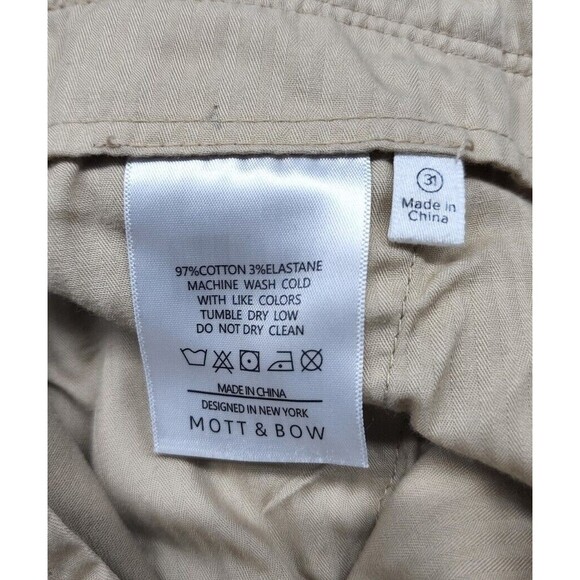 97%COTTON 3%ELASTANE
MACHINE WASH COLD
WITH LIKE COLORS
TUMBLE DRY LOW
DO NOT DRY CLEAN
MADE IN CHINA
DESIGNED IN NEW YORK
MOTT & BOW
31
Made in
China